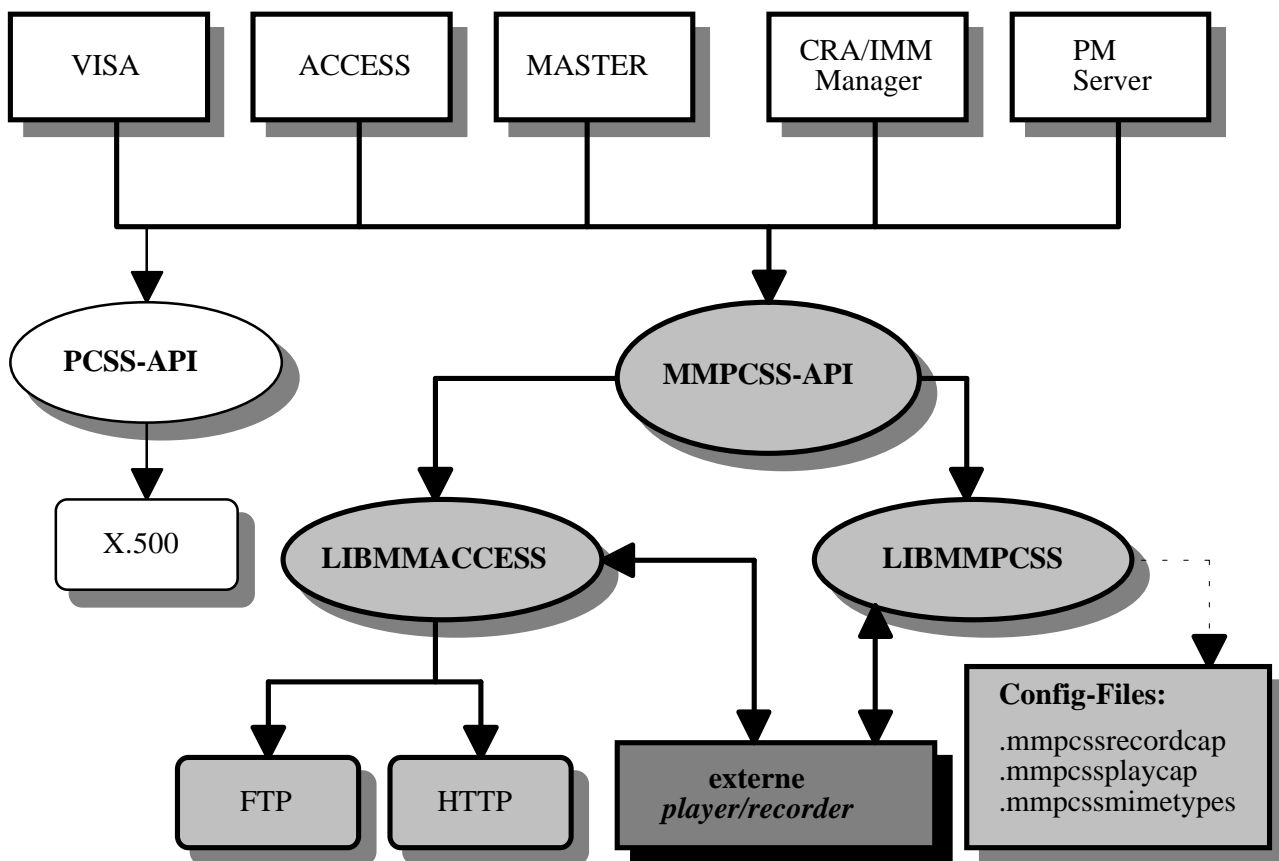 VISA
ACCESS
MASTER
CRA/IMM
Manager
PM
Server
PCSS-API
MMPCSS-API
X.500
LIBMMACCESS
LIBMMPCSS
FTP
HTTP
externe
player/recorder
Config-Files:
.mmpcssrecordcap
.mmpcssplaycap
.mmpcssmimetypes